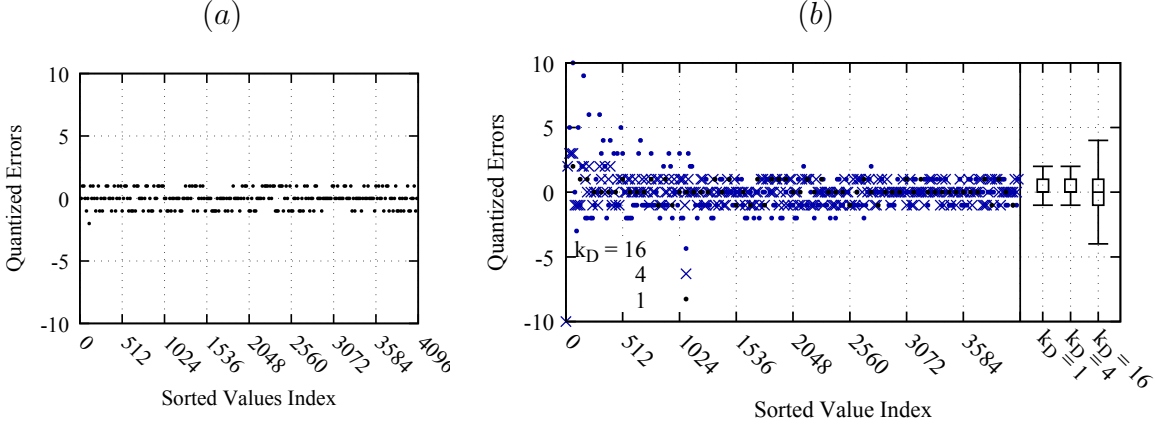 (a)
10
5
0
-5
-10
Quantized Errors
0 512 1024 1536 2048 2560 3072 3584 4096
Sorted Values Index
(b)
10
5
0
-5
-10
Quantized Errors
k_D = 16
4
1
0 512 1024 1536 2048 2560 3072 3584
k_D = 1 k_D = 4 k_D = 16
Sorted Value Index